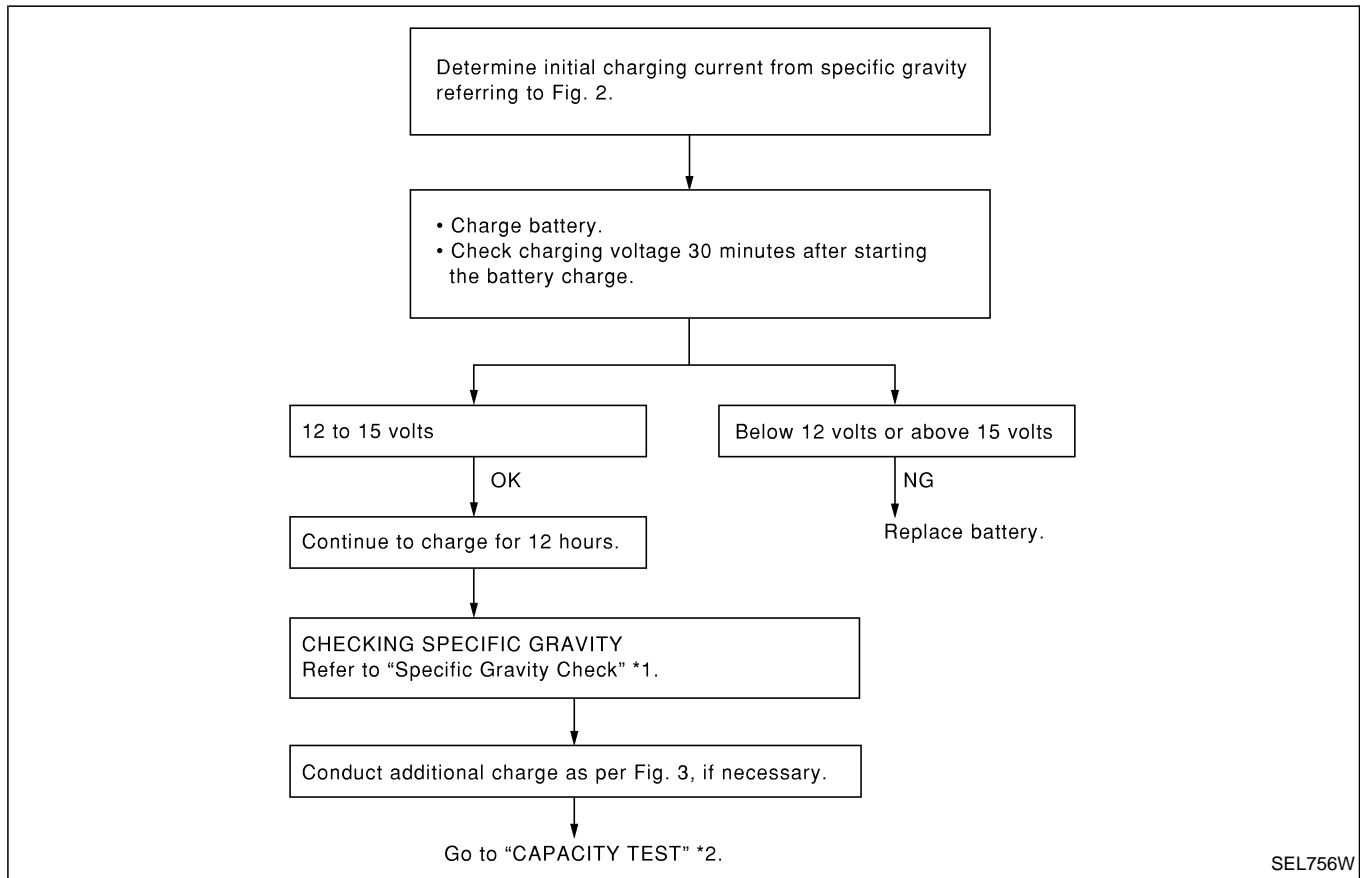 Determine initial charging current from specific gravity
referring to Fig. 2.
• Charge battery.
• Check charging voltage 30 minutes after starting
the battery charge.
12 to 15 volts
Below 12 volts or above 15 volts
OK
NG
Continue to charge for 12 hours.
Replace battery.
CHECKING SPECIFIC GRAVITY
Refer to “Specific Gravity Check” *1.
Conduct additional charge as per Fig. 3, if necessary.
Go to “CAPACITY TEST” *2.
SEL756W